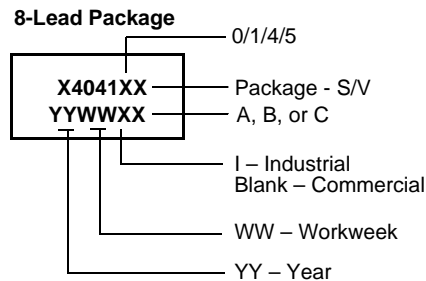 8-Lead Package
0/1/4/5
X4041XX
Package - S/V
YYWWXX
A, B, or C
I – Industrial
Blank – Commercial
WW – Workweek
YY – Year